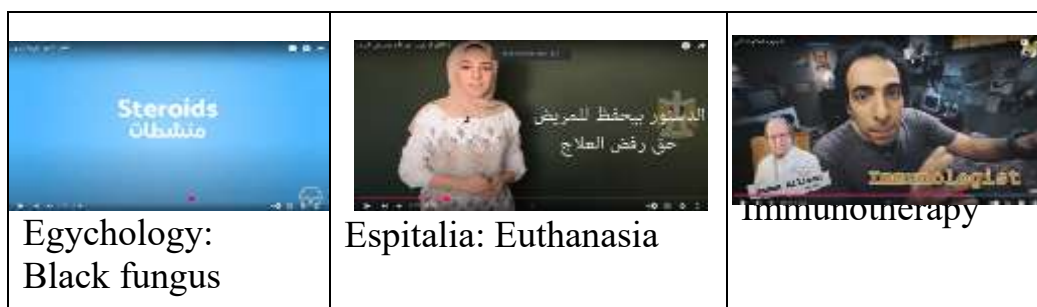 Steroids
منشطات
الدستور بيحفظ للمريض
حق رفض العلاج
Immunologist
Egychology:
Black fungus
Espitalia: Euthanasia
Immunotherapy